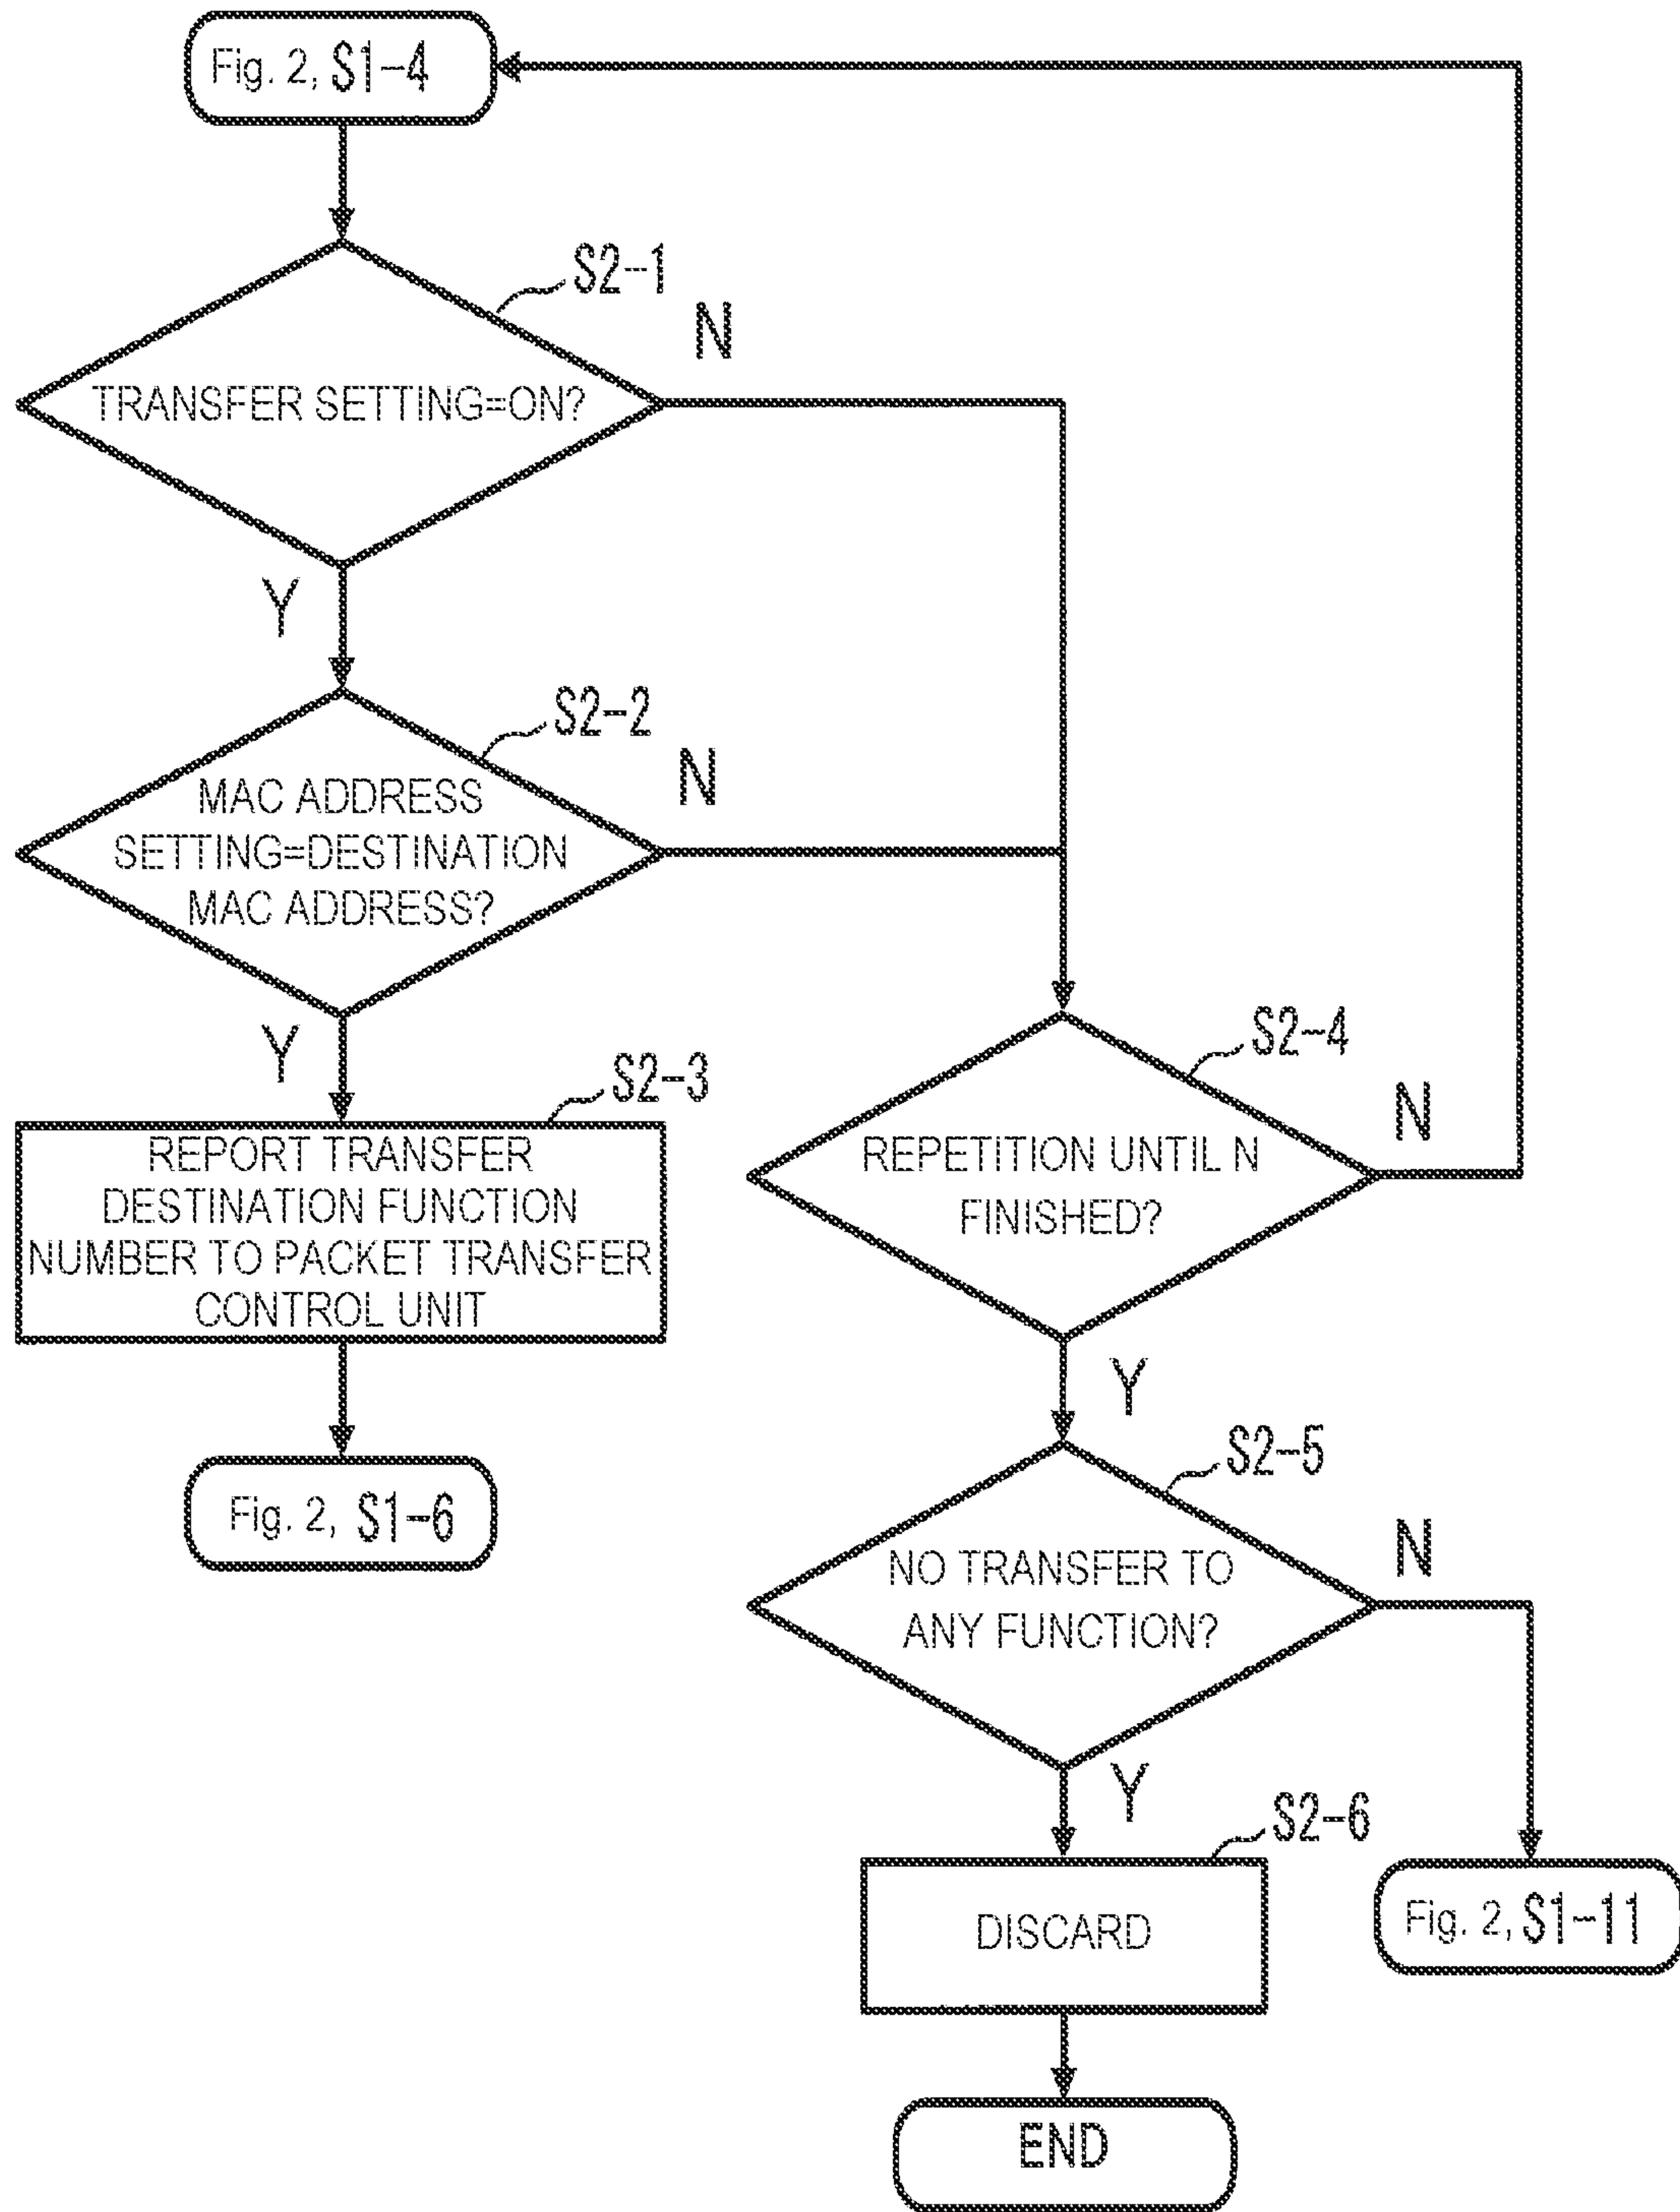 Fig. 2, S1-4
S2-1
N
TRANSFER SETTING=ON?
Y
S2-2
N
MAC ADDRESS
SETTING=DESTINATION
MAC ADDRESS?
Y
S2-3
REPORT TRANSFER
DESTINATION FUNCTION
NUMBER TO PACKET TRANSFER
CONTROL UNIT
Fig. 2, S1-6
S2-4
N
REPETITION UNTIL N
FINISHED?
Y
S2-5
N
NO TRANSFER TO
ANY FUNCTION?
Y
S2-6
DISCARD
Fig. 2, S1-11
END